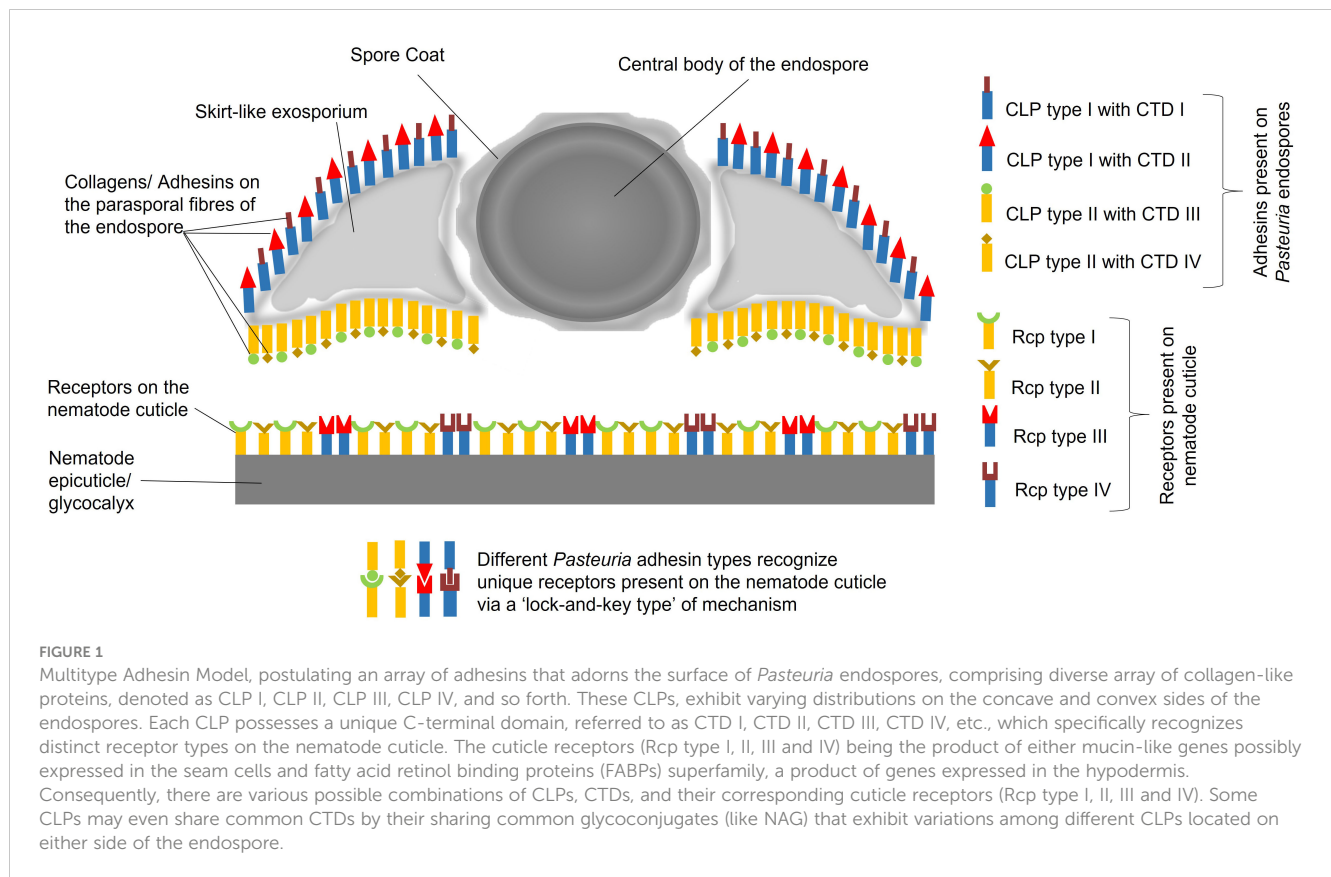 Spore Coat
Central body of the endospore
Skirt-like exosporium
Collagens/ Adhesins on
the parasporal fibres of
the endospore
CLP type I with CTD I
CLP type I with CTD II
CLP type II with CTD III
CLP type II with CTD IV
Adhesins present on
Pasteuria endospores
Receptors on the
nematode cuticle
Nematode
epicuticle/
glycocalyx
Rcp type I
Rcp type II
Rcp type III
Rcp type IV
Receptors present on
nematode cuticle
Different Pasteuria adhesin types recognize
unique receptors present on the nematode cuticle
via a ‘lock-and-key type’ of mechanism
FIGURE 1
Multitype Adhesin Model, postulating an array of adhesins that adorns the surface of Pasteuria endospores, comprising diverse array of collagen-like
proteins, denoted as CLP I, CLP II, CLP III, CLP IV, and so forth. These CLPs, exhibit varying distributions on the concave and convex sides of the
endospores. Each CLP possesses a unique C-terminal domain, referred to as CTD I, CTD II, CTD III, CTD IV, etc., which specifically recognizes
distinct receptor types on the nematode cuticle. The cuticle receptors (Rcp type I, II, III and IV) being the product of either mucin-like genes possibly
expressed in the seam cells and fatty acid retinol binding proteins (FABPs) superfamily, a product of genes expressed in the hypodermis.
Consequently, there are various possible combinations of CLPs, CTDs, and their corresponding cuticle receptors (Rcp type I, II, III and IV). Some
CLPs may even share common CTDs by their sharing common glycoconjugates (like NAG) that exhibit variations among different CLPs located on
either side of the endospore.